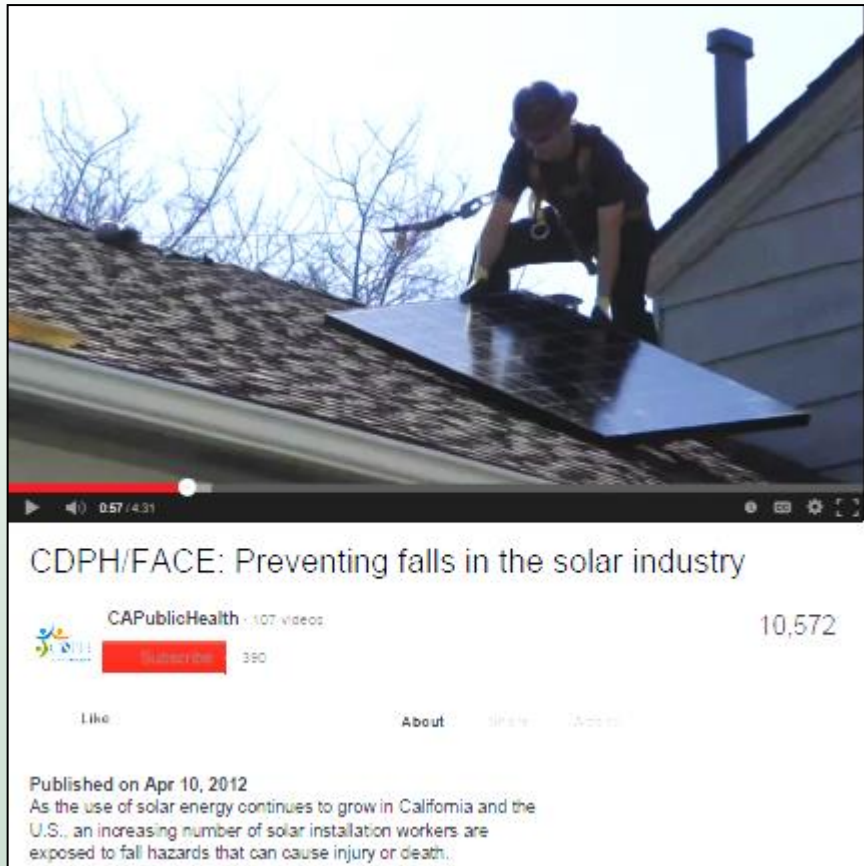 0:57 / 4:31
CDPH/FACE: Preventing falls in the solar industry
CAPublicHealth · 107 videos
10,572
CDPH
Subscribe 390
Like
About Share
Published on Apr 10, 2012
As the use of solar energy continues to grow in California and the
U.S., an increasing number of solar installation workers are
exposed to fall hazards that can cause injury or death.